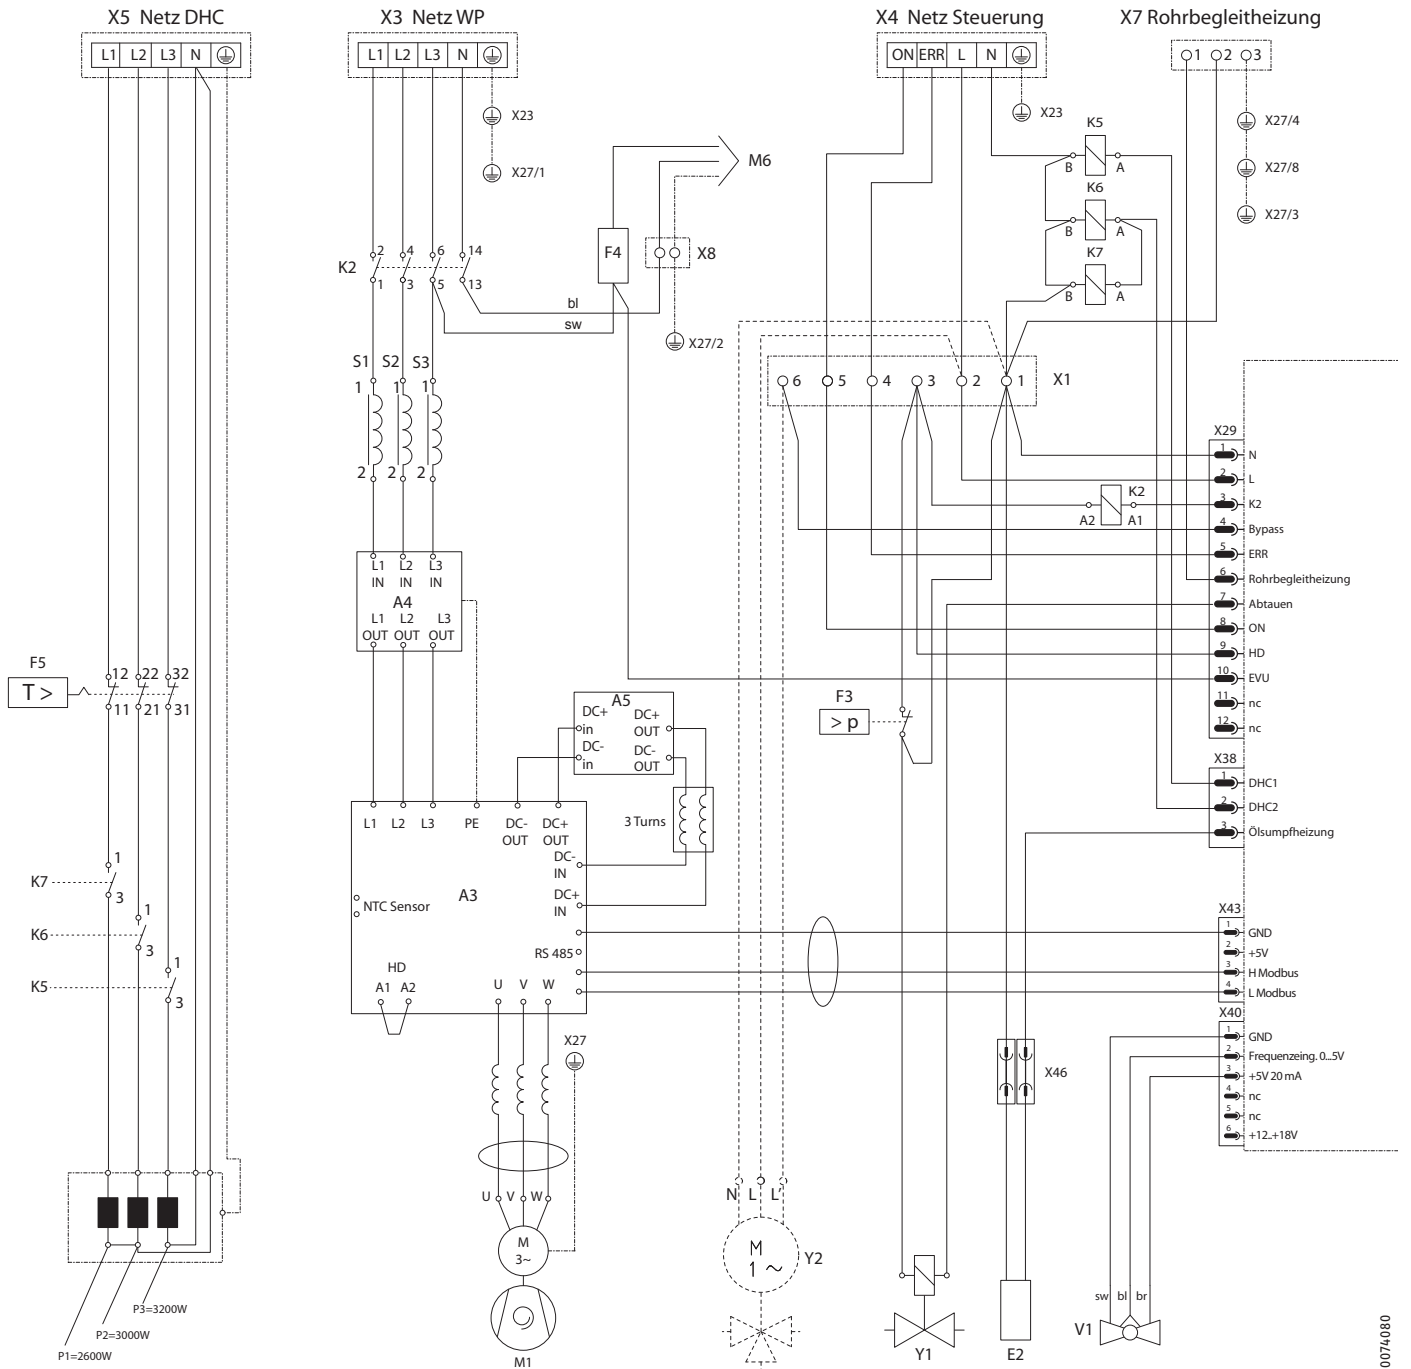 X5 Netz DHC
X3 Netz WP
X4 Netz Steuerung
X7 Rohrbegleitheizung
L1 L2 L3 N
L1 L2 L3 N
ON ERR L N
1 2 3
X23
X27/1
X23
X27/4
X27/8
X27/3
M6
K5
B A
K6
B A
K7
B A
K2
2 4 6 14
1 3 5 13
F4
X8
bl
sw
X27/2
S1 S2 S3
1 1 1
2 2 2
6 5 4 3 2 1
X1
X29
1 N
2 L
3 K2
4 Bypass
5 ERR
6 Rohrbegleitheizung
7 Abtauen
8 ON
9 HD
10 EVU
11 nc
12 nc
K2
A2 A1
L1 L2 L3
IN IN IN
A4
L1 L2 L3
OUT OUT OUT
F5
T >
12 22 32
11 21 31
A5
DC+ in
DC+ OUT
DC- in
DC- OUT
3 Turns
F3
> p
X38
1 DHC1
2 DHC2
3 Ölsumpfheizung
L1 L2 L3 PE
DC- OUT
DC+ OUT
DC- IN
DC+ IN
A3
NTC Sensor
RS 485
HD
A1 A2
U V W
K7
1
3
K6
1
3
K5
1
3
X43
1 GND
2 +5V
3 H Modbus
4 L Modbus
X40
1 GND
2 Frequenzeing. 0...5V
3 +5V 20 mA
4 nc
5 nc
6 +12..+18V
X27
X46
U V W
M
3~
M1
N L L'
M
1 ~
Y2
Y1
E2
sw bl br
V1
P3=3200W
P2=3000W
P1=2600W
0074080